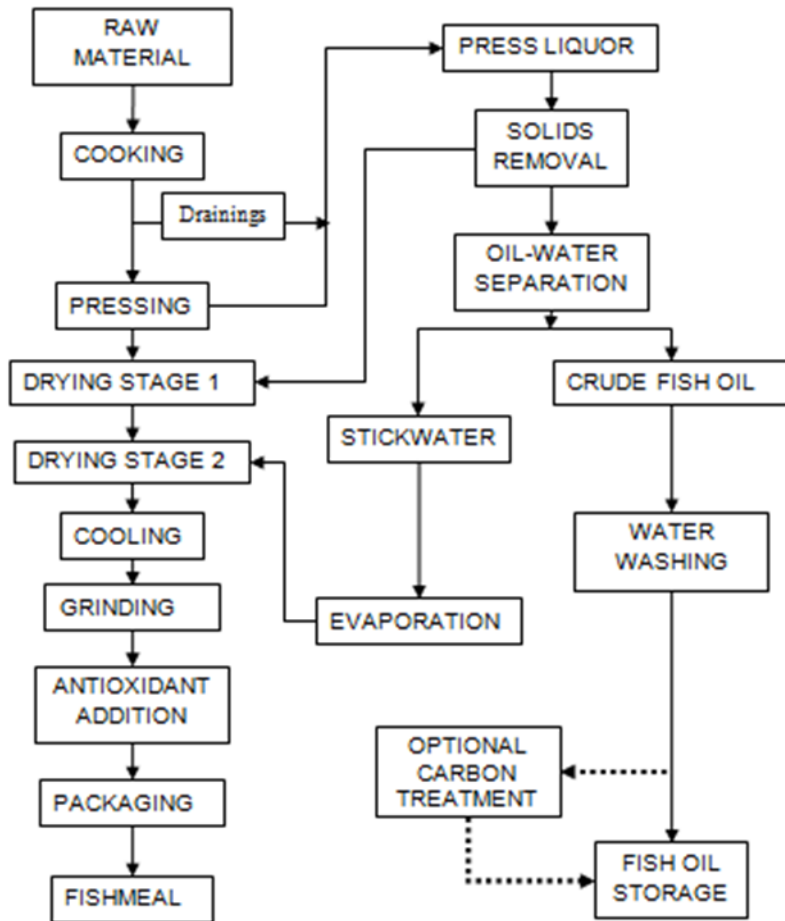 RAW
MATERIAL
COOKING
Drainings
PRESSING
DRYING STAGE 1
DRYING STAGE 2
COOLING
GRINDING
ANTIOXIDANT
ADDITION
PACKAGING
FISHMEAL
PRESS LIQUOR
SOLIDS
REMOVAL
OIL-WATER
SEPARATION
STICKWATER
EVAPORATION
CRUDE FISH OIL
WATER
WASHING
OPTIONAL
CARBON
TREATMENT
FISH OIL
STORAGE